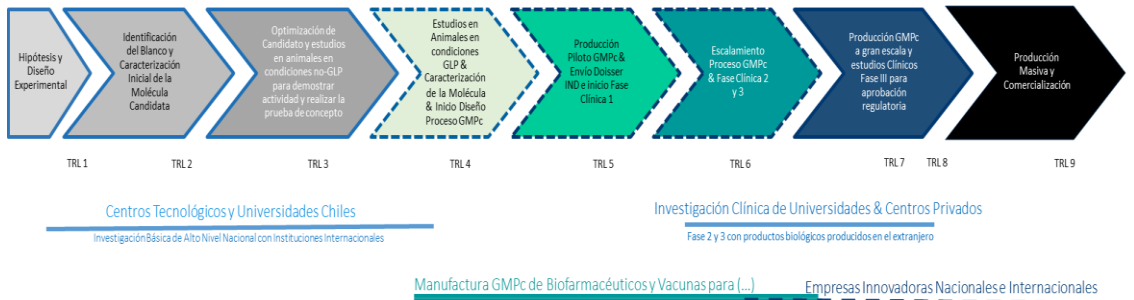 Hipótesis y
Diseño
Experimental
Identificación
del Blanco y
Caracterización
Inicial de la
Molécula
Candidata
Optimización de
Candidato y estudios
en animales en
condiciones no-GLP
para demostrar
actividad y realizar la
prueba de concepto
Estudios en
Animales en
condiciones
GLP &
Caracterización
de la Molécula
& Inicio Diseño
Proceso GMPc
Producción
Piloto GMPc &
Envío Doisser
IND e inicio Fase
Clínica 1
Escalamiento
Proceso GMPc
& Fase Clínica 2
y 3
Producción GMPc
a gran escala y
estudios Clínicos
Fase III para
aprobación
regulatoria
Producción
Masiva y
Comercialización
TRL 1
TRL 2
TRL 3
TRL 4
TRL 5
TRL 6
TRL 7
TRL 8
TRL 9
Centros Tecnológicos y Universidades Chiles
Investigación Básica de Alto Nivel Nacional con Instituciones Internacionales
Investigación Clínica de Universidades & Centros Privados
Fase 2 y 3 con productos biológicos producidos en el extranjero
Manufactura GMPc de Biofarmacéuticos y Vacunas para (...)
Empresas Innovadoras Nacionales e Internacionales